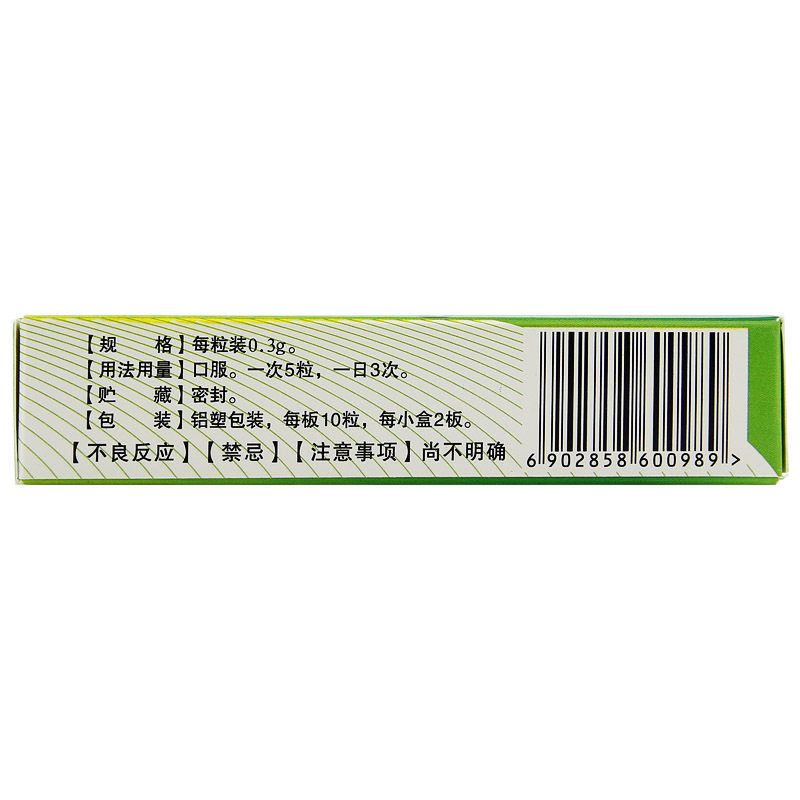 【规　　格】每粒装0.3g。
【用法用量】口服。一次5粒，一日3次。
【贮　　藏】密封。
【包　　装】铝塑包装，每板10粒，每小盒2板。
【不良反应】【禁忌】【注意事项】尚不明确
6 902858 600989 >